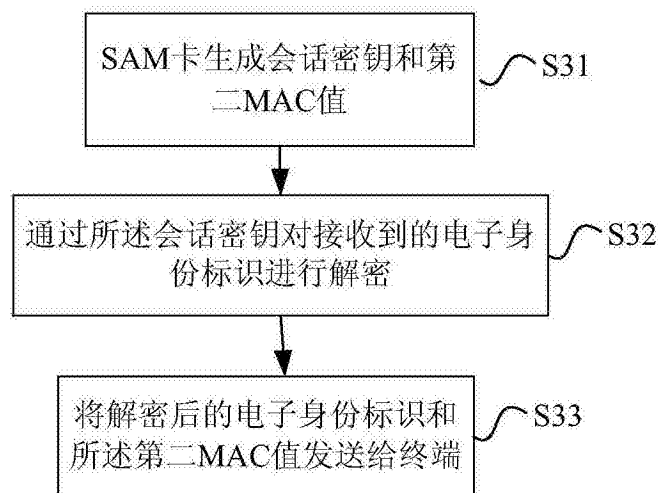 SAM卡生成会话密钥和第
二MAC值
S31
通过所述会话密钥对接收到的电子身
份标识进行解密
S32
将解密后的电子身份标识和
所述第二MAC值发送给终端
S33